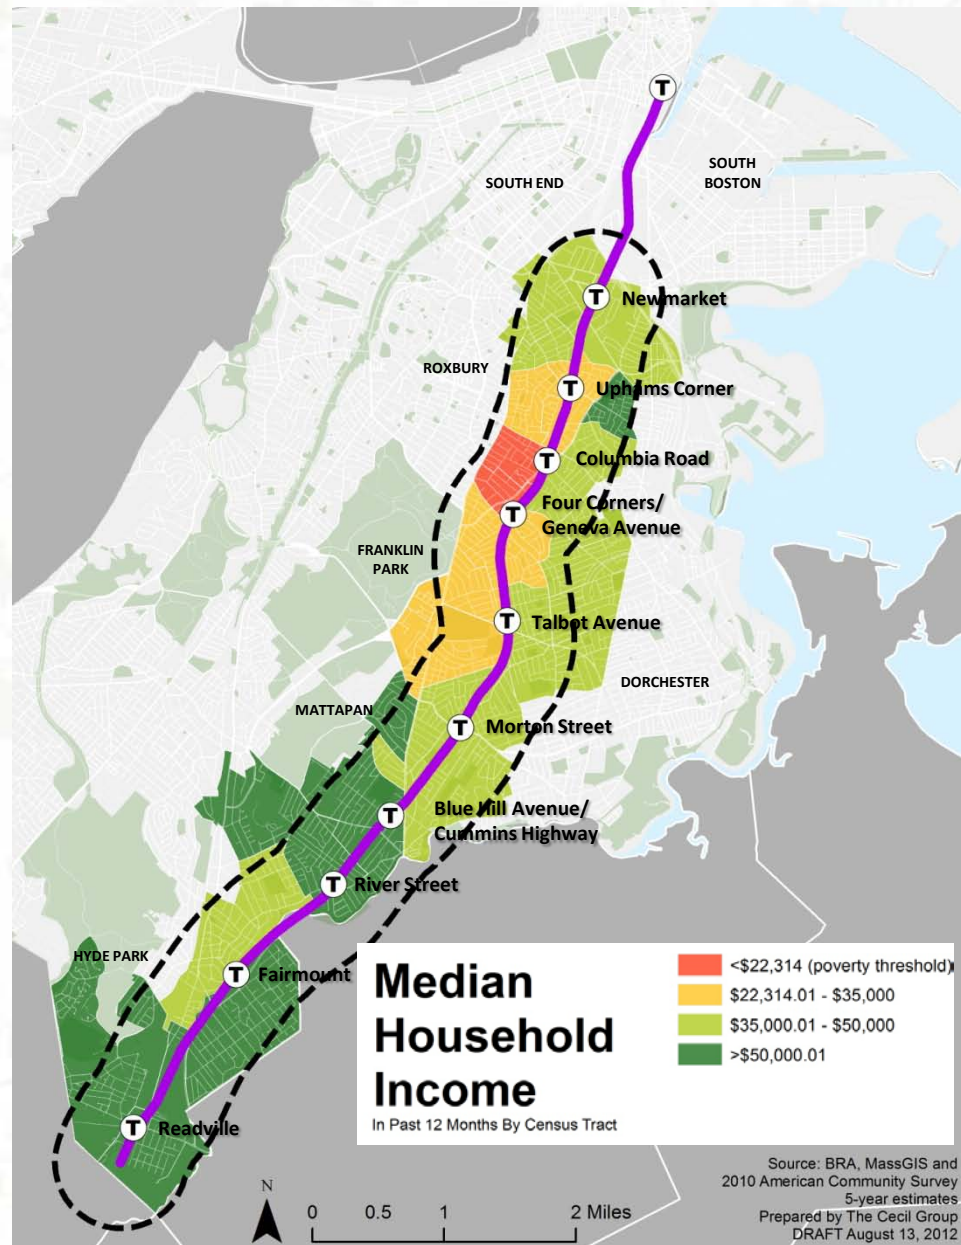 T
SOUTH END
SOUTH
BOSTON
T
Newmarket
ROXBURY
T
Uphams Corner
T
Columbia Road
T
Four Corners/
Geneva Avenue
FRANKLIN
PARK
T
Talbot Avenue
DORCHESTER
MATTAPAN
T
Morton Street
T
Blue Hill Avenue/
Cummins Highway
T
River Street
HYDE PARK
T
Fairmount
T
Readville
Median
Household
Income
In Past 12 Months By Census Tract
<$22,314 (poverty threshold)
$22,314.01 - $35,000
$35,000.01 - $50,000
>$50,000.01
N
0 0.5 1 2 Miles
Source: BRA, MassGIS and
2010 American Community Survey
5-year estimates
Prepared by The Cecil Group
DRAFT August 13, 2012